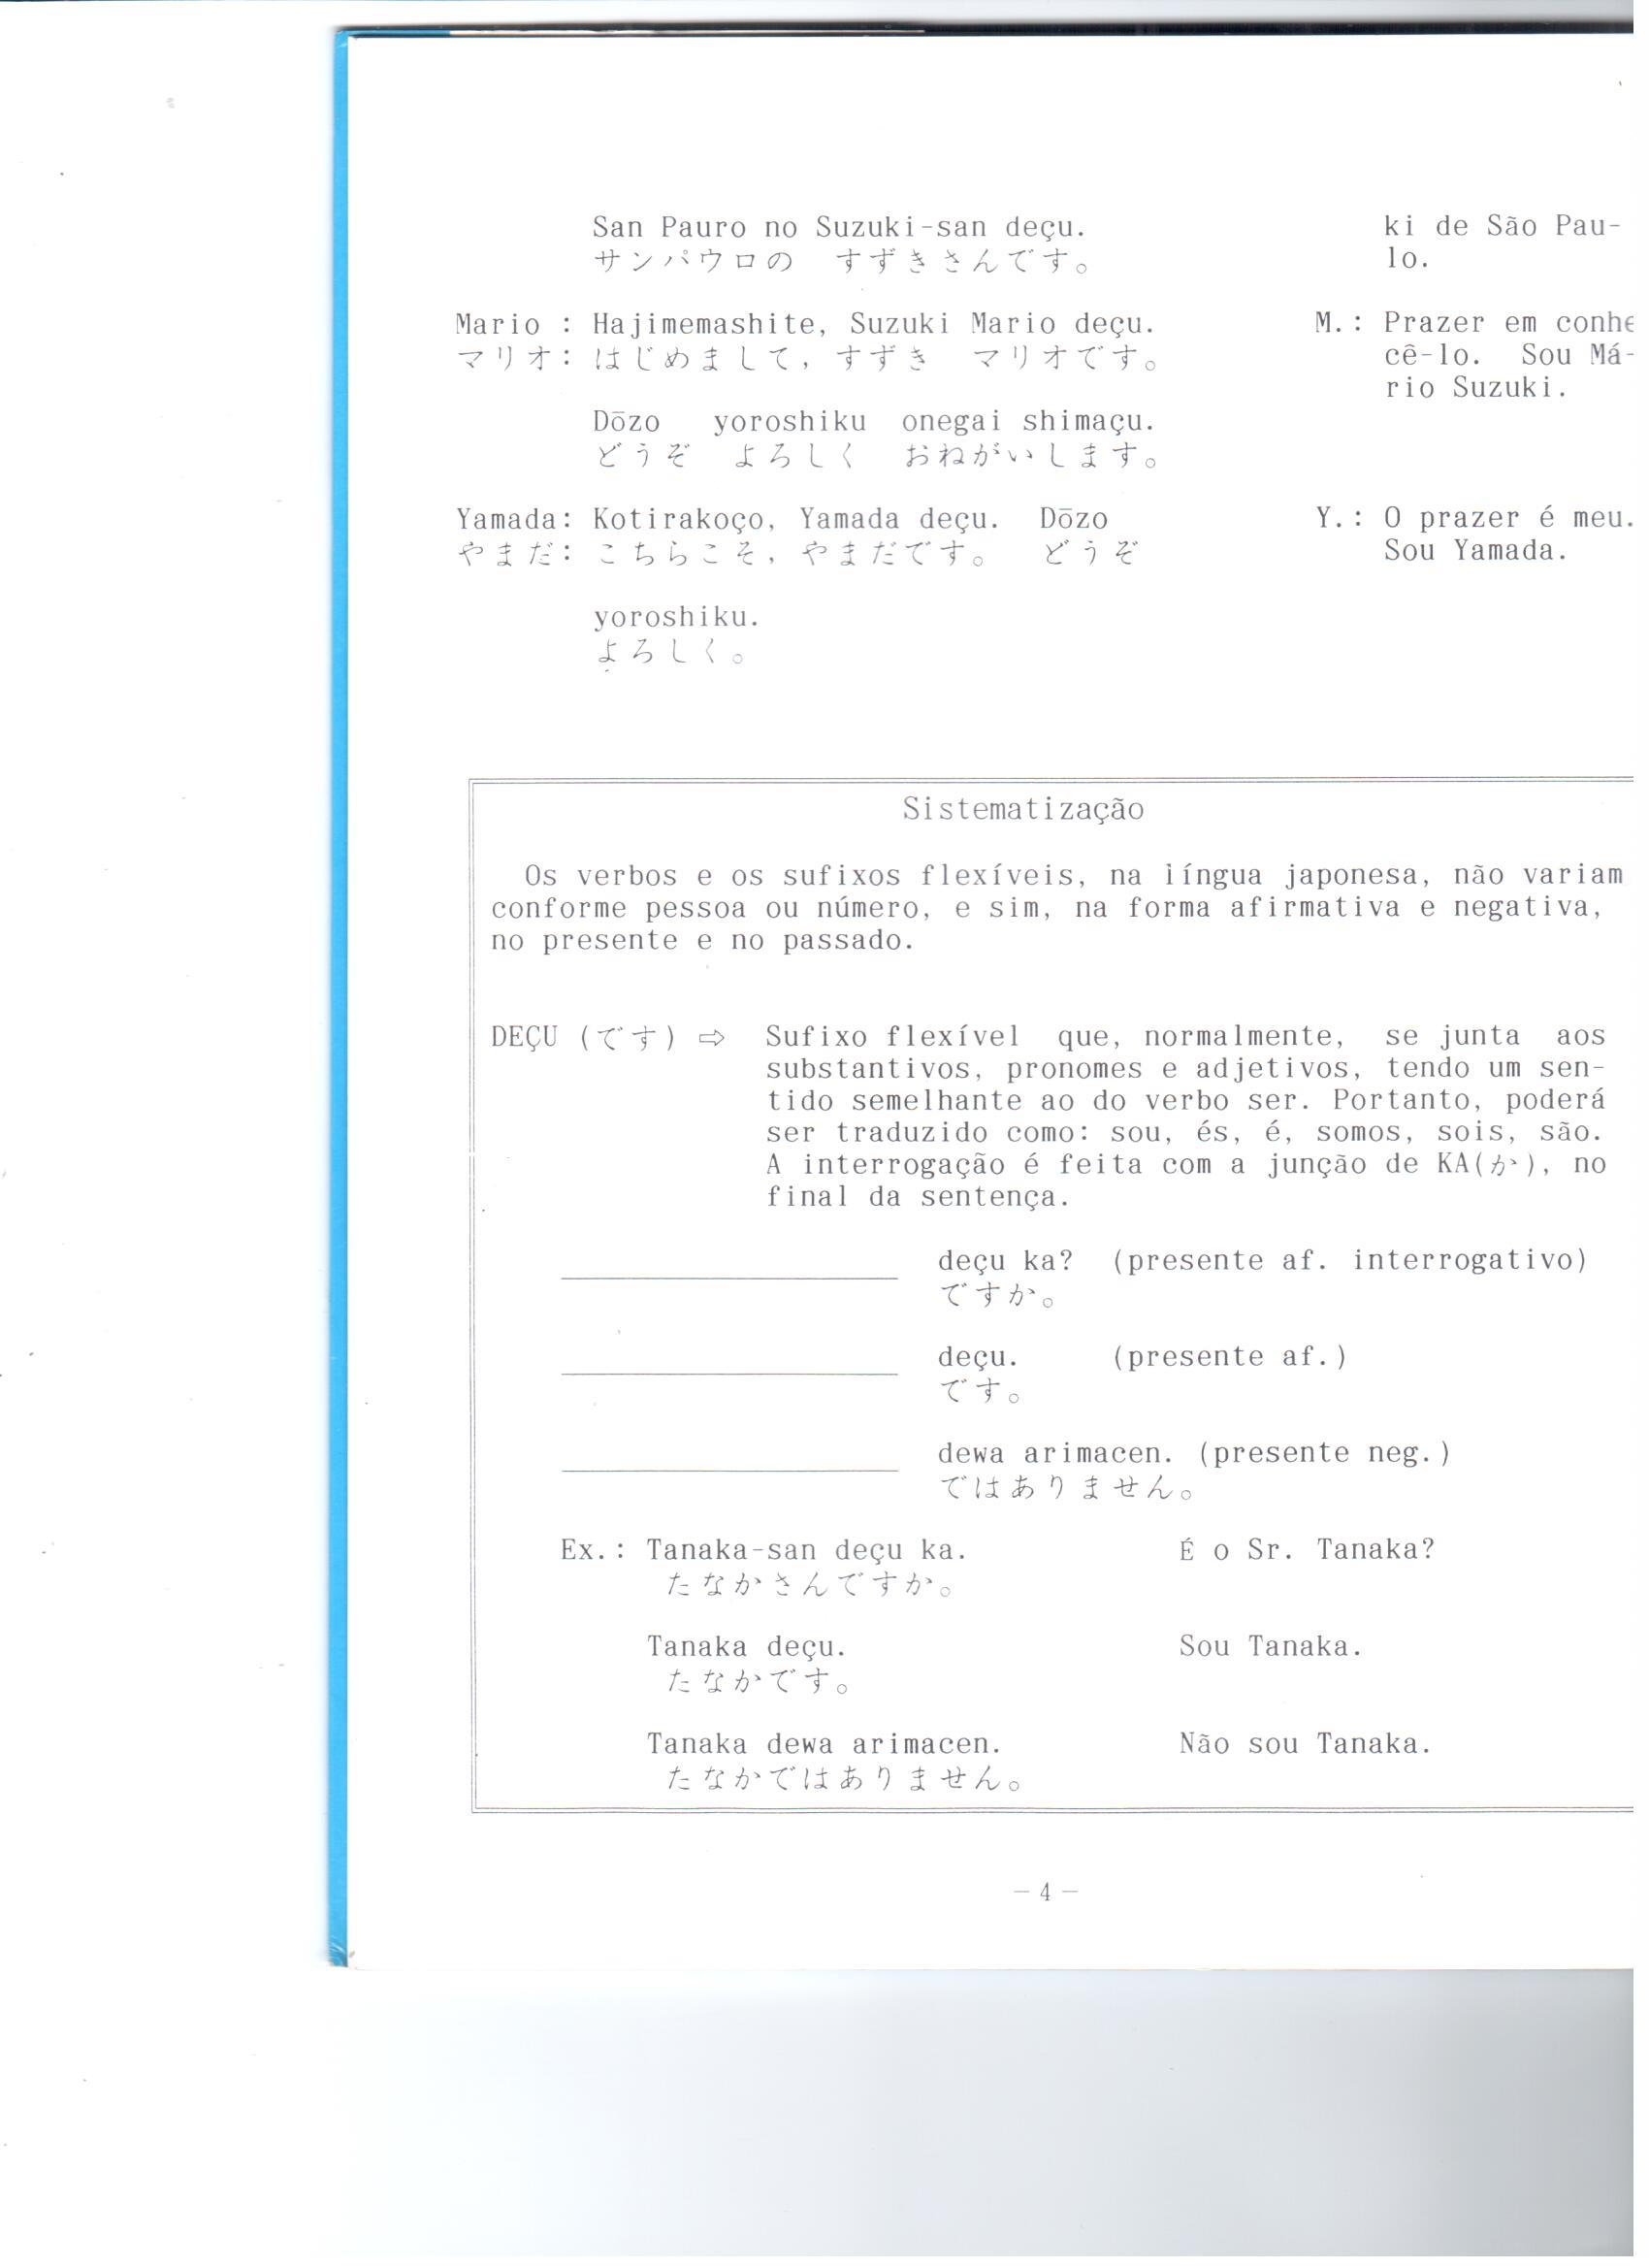 San Pauro no Suzuki-san deçu.
サンパウロの　すずきさんです。
ki de São Pau-
lo.
Mario : Hajimemashite, Suzuki Mario deçu.
マリオ: はじめまして, すずき　マリオです。
Dōzo yoroshiku onegai shimaçu.
どうぞ　よろしく　おねがいします。
M.: Prazer em conhe
cê-lo. Sou Má-
rio Suzuki.
Yamada: Kotirakoço, Yamada deçu. Dōzo
やまだ: こちらこそ, やまだです。　どうぞ
yoroshiku.
よろしく。
Y.: O prazer é meu.
Sou Yamada.
Sistematização
Os verbos e os sufixos flexíveis, na língua japonesa, não variam
conforme pessoa ou número, e sim, na forma afirmativa e negativa,
no presente e no passado.
DEÇU (です) ⇨ Sufixo flexível que, normalmente, se junta aos
substantivos, pronomes e adjetivos, tendo um sen-
tido semelhante ao do verbo ser. Portanto, poderá
ser traduzido como: sou, és, é, somos, sois, são.
A interrogação é feita com a junção de KA(か), no
final da sentença.
deçu ka? (presente af. interrogativo)
ですか。
deçu. (presente af.)
です。
dewa arimacen. (presente neg.)
ではありません。
Ex.: Tanaka-san deçu ka. É o Sr. Tanaka?
たなかさんですか。
Tanaka deçu. Sou Tanaka.
たなかです。
Tanaka dewa arimacen. Não sou Tanaka.
たなかではありません。
— 4 —